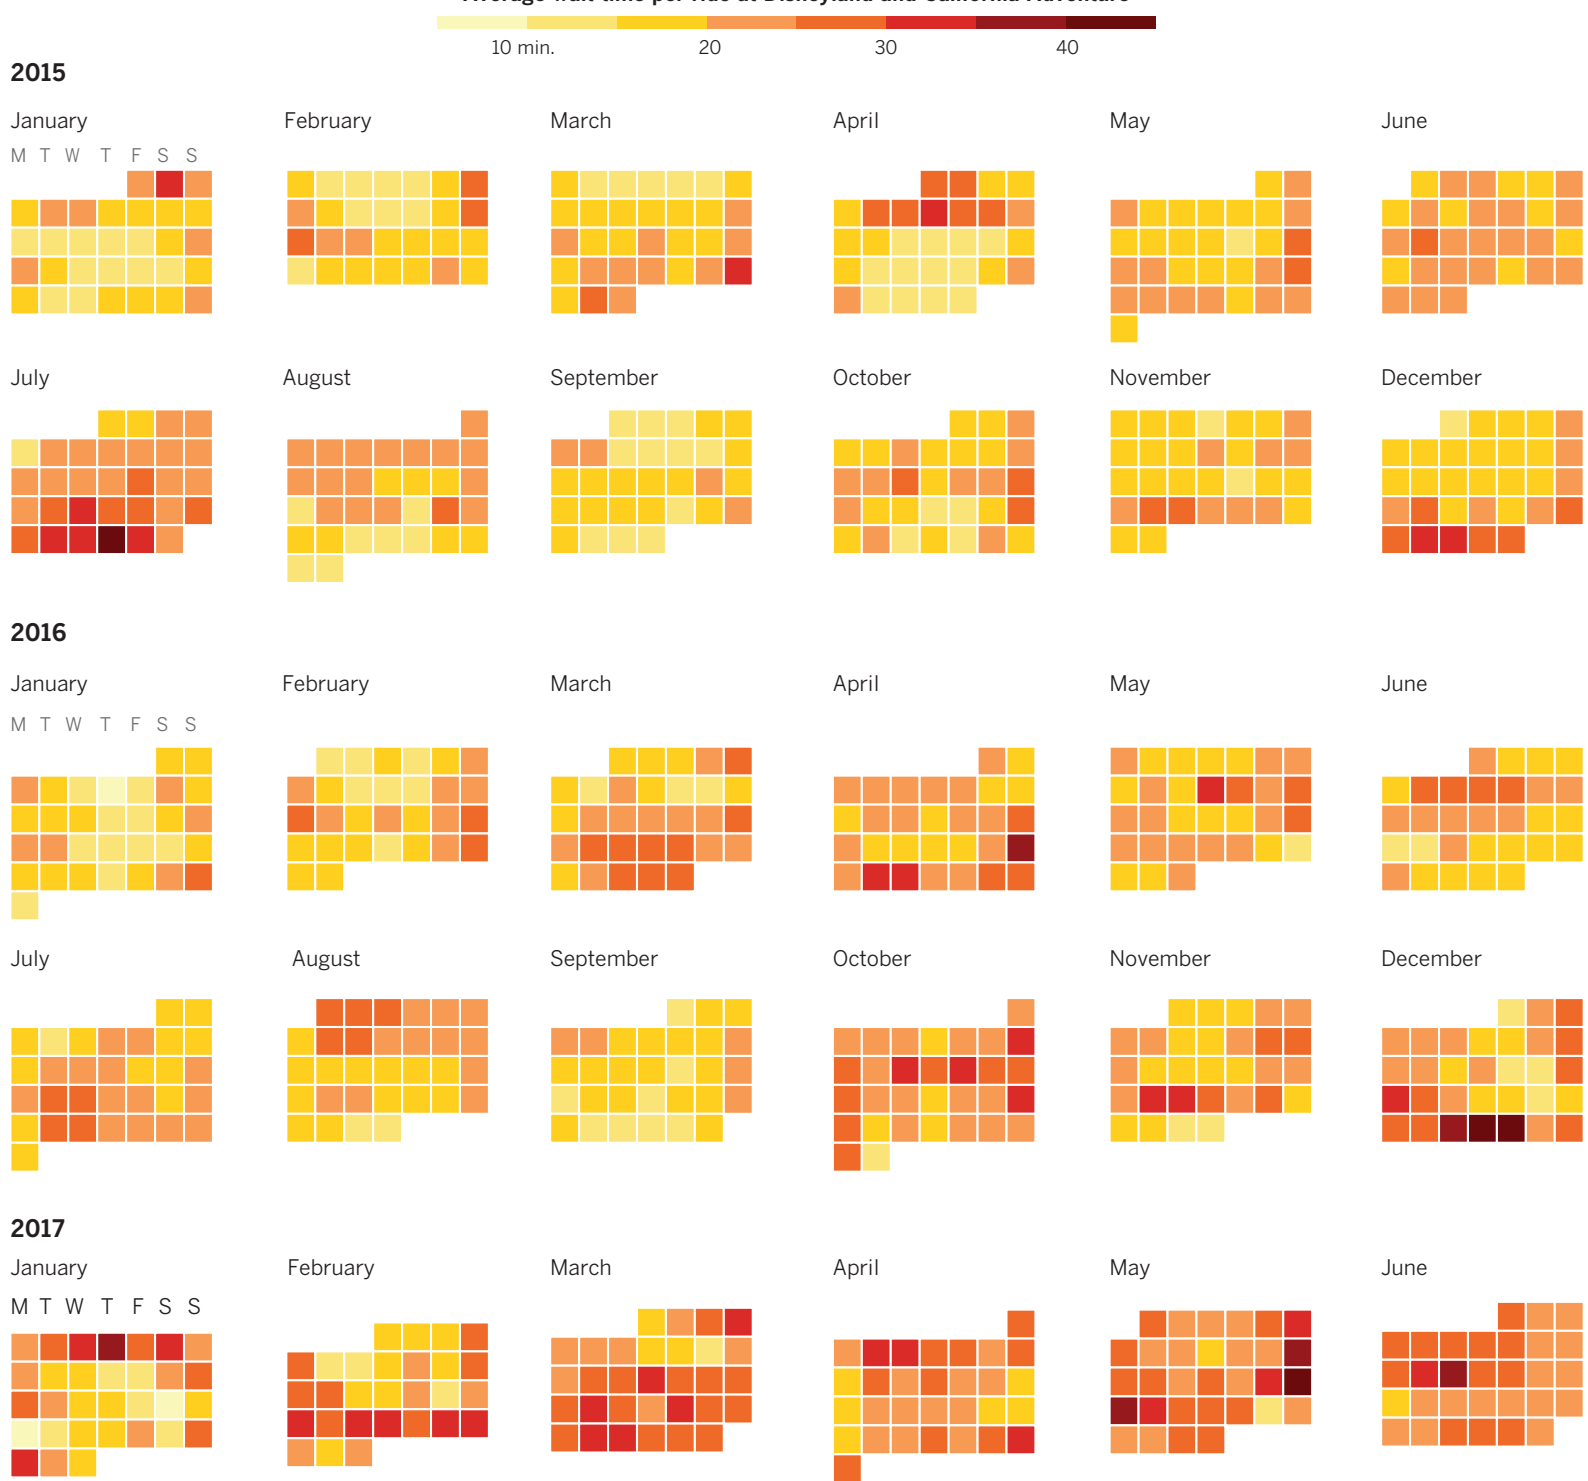 10 min. 20 30 40
2015
January February March April May June
M T W T F S S
July August September October November December
2016
January February March April May June
M T W T F S S
July August September October November December
2017
January February March April May June
M T W T F S S